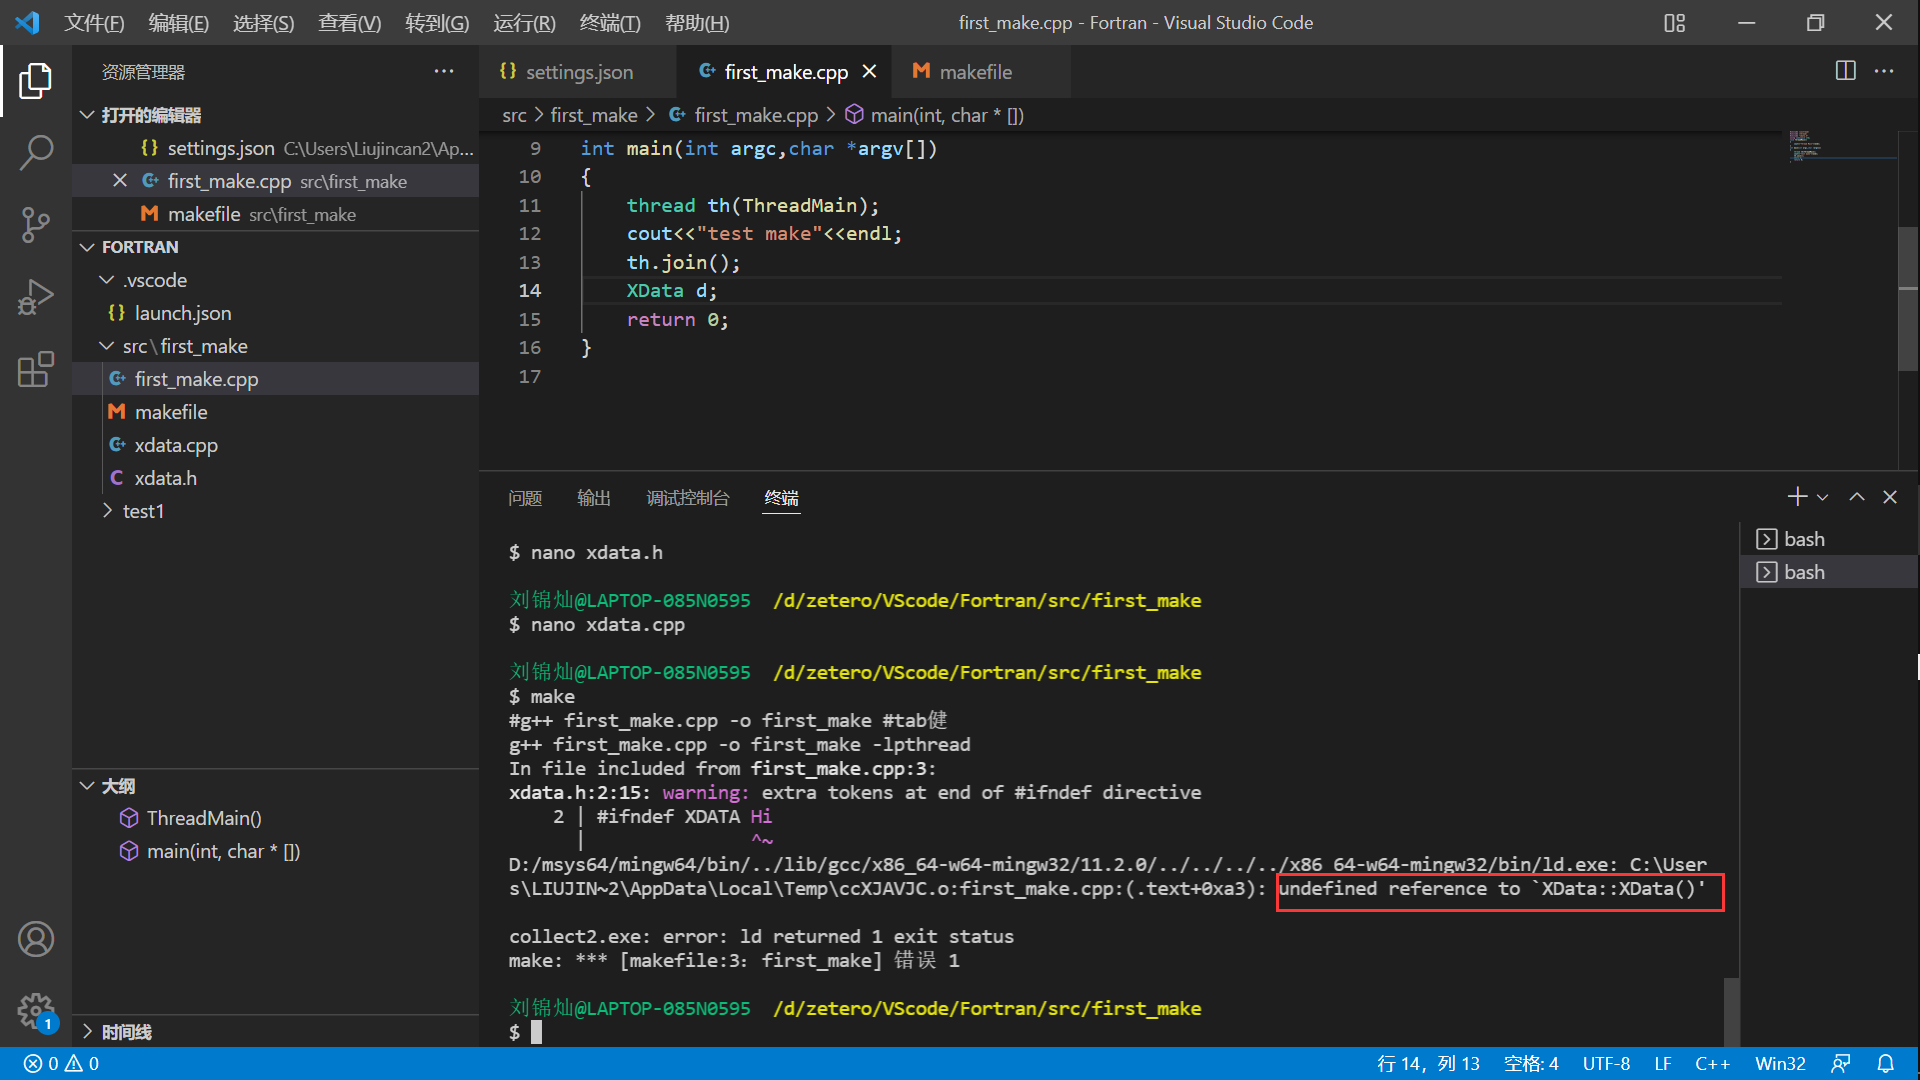 文件(F) 编辑(E) 选择(S) 查看(V) 转到(G) 运行(R) 终端(T) 帮助(H) first_make.cpp - Fortran - Visual Studio Code
资源管理器 ···
打开的编辑器
{} settings.json C:\Users\Liujincan2\Ap...
first_make.cpp src\first_make
M makefile src\first_make
FORTRAN
.vscode
{} launch.json
src\first_make
first_make.cpp
M makefile
xdata.cpp
C xdata.h
test1
大纲
ThreadMain()
main(int, char * [])
时间线
{} settings.json first_make.cpp M makefile
src > first_make > first_make.cpp > main(int, char * [])
9 int main(int argc,char *argv[])
10 {
11 thread th(ThreadMain);
12 cout<<"test make"<<endl;
13 th.join();
14 XData d;
15 return 0;
16 }
17
问题 输出 调试控制台 终端
bash
bash
$ nano xdata.h
刘锦灿@LAPTOP-085N0595 /d/zetero/VScode/Fortran/src/first_make
$ nano xdata.cpp
刘锦灿@LAPTOP-085N0595 /d/zetero/VScode/Fortran/src/first_make
$ make
#g++ first_make.cpp -o first_make #tab健
g++ first_make.cpp -o first_make -lpthread
In file included from first_make.cpp:3:
xdata.h:2:15: warning: extra tokens at end of #ifndef directive
2 | #ifndef XDATA Hi
| ^~
D:/msys64/mingw64/bin/../lib/gcc/x86_64-w64-mingw32/11.2.0/../../../../x86_64-w64-mingw32/bin/ld.exe: C:\User
s\LIUJIN~2\AppData\Local\Temp\ccXJAVJC.o:first_make.cpp:(.text+0xa3): undefined reference to `XData::XData()'
collect2.exe: error: ld returned 1 exit status
make: *** [makefile:3: first_make] 错误 1
刘锦灿@LAPTOP-085N0595 /d/zetero/VScode/Fortran/src/first_make
$
1
0 0 行 14, 列 13 空格: 4 UTF-8 LF C++ Win32